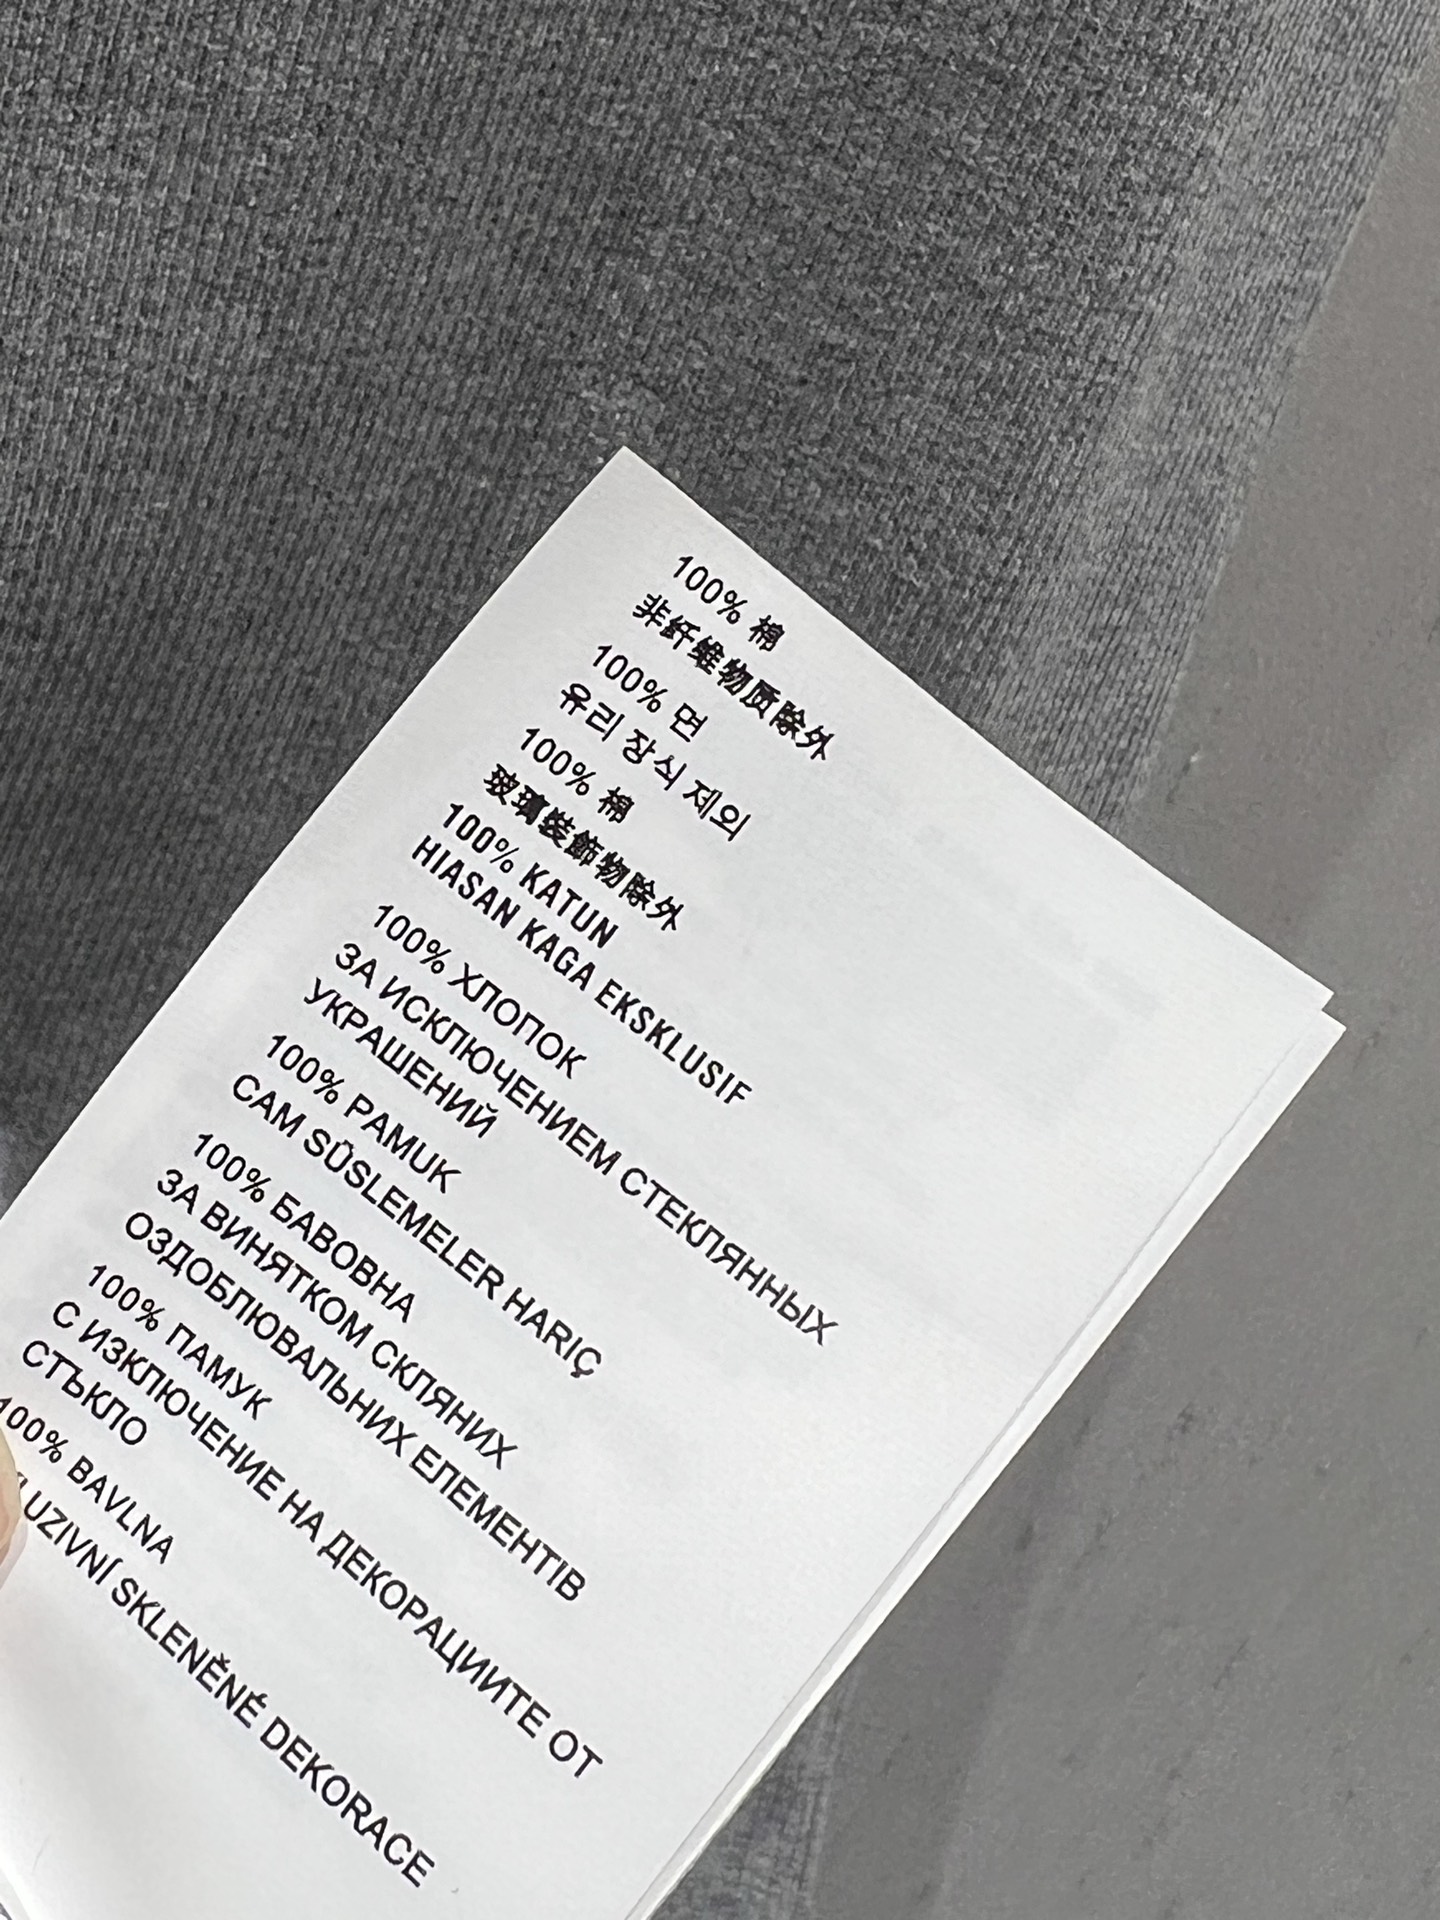 100% 棉
非纤维物质除外
100% 면
유리 장식 제외
100% 棉
玻璃裝飾物除外
100% KATUN
HIASAN KAGA EKSKLUSIF
100% ХЛОПОК
ЗА ИСКЛЮЧЕНИЕМ СТЕКЛЯННЫХ
УКРАШЕНИЙ
100% PAMUK
CAM SÜSLEMELER HARIÇ
100% БАВОВНА
ЗА ВИНЯТКОМ СКЛЯНИХ
ОЗДОБЛЮВАЛЬНИХ ЕЛЕМЕНТІВ
100% ПАМУК
С ИЗКЛЮЧЕНИЕ НА ДЕКОРАЦИИТЕ ОТ
СТЪКЛО
100% BAVLNA
SKLENĚNÉ DEKORACE